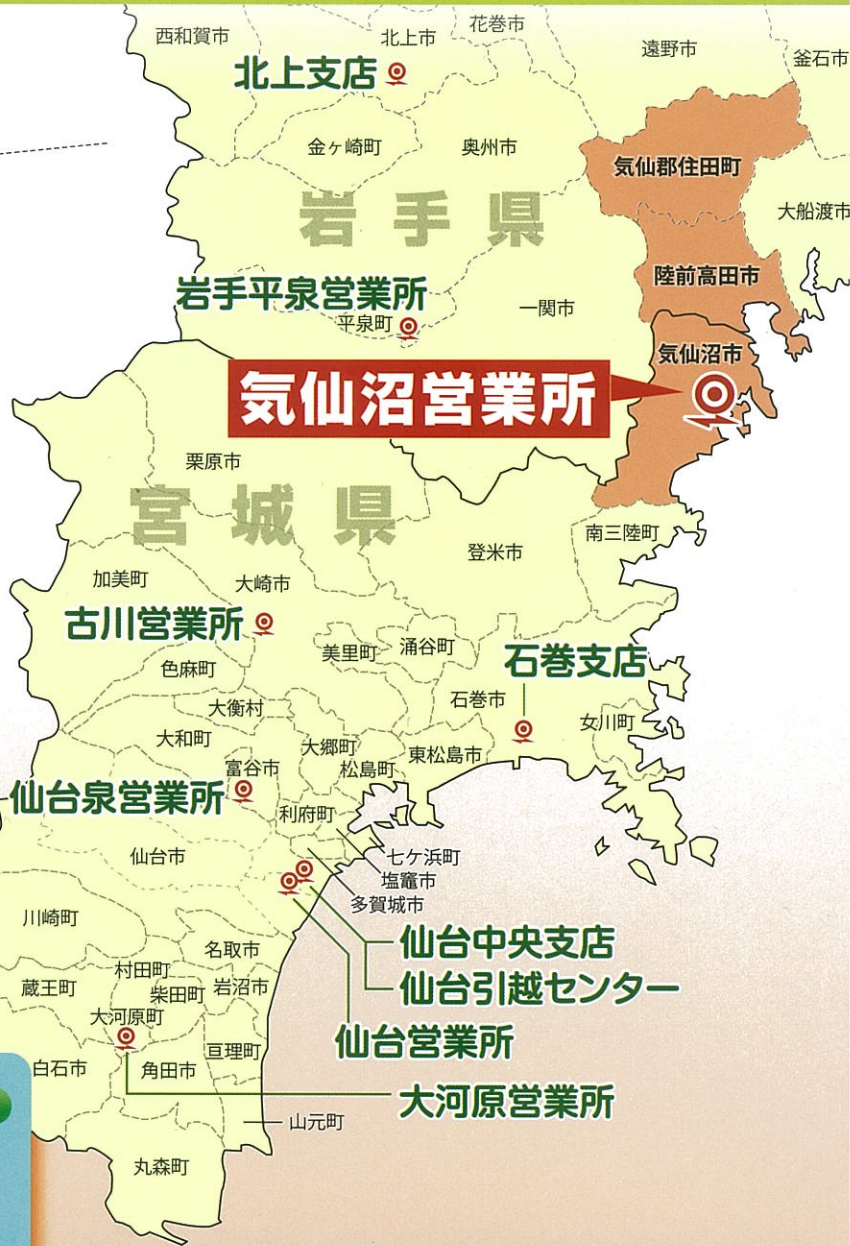 西和賀市
北上市
花巻市
遠野市
釜石市
北上支店
金ヶ崎町
奥州市
気仙郡住田町
大船渡市
岩手県
陸前高田市
岩手平泉営業所
平泉町
一関市
気仙沼市
気仙沼営業所
栗原市
宮城県
登米市
南三陸町
加美町
大崎市
古川営業所
美里町
涌谷町
石巻支店
色麻町
石巻市
大衡村
女川町
大和町
大郷町
東松島市
富谷市
松島町
仙台泉営業所
利府町
仙台市
七ケ浜町
塩竈市
多賀城市
川崎町
名取市
仙台中央支店
村田町
仙台引越センター
蔵王町
柴田町
岩沼市
大河原町
仙台営業所
亘理町
白石市
角田市
大河原営業所
山元町
丸森町